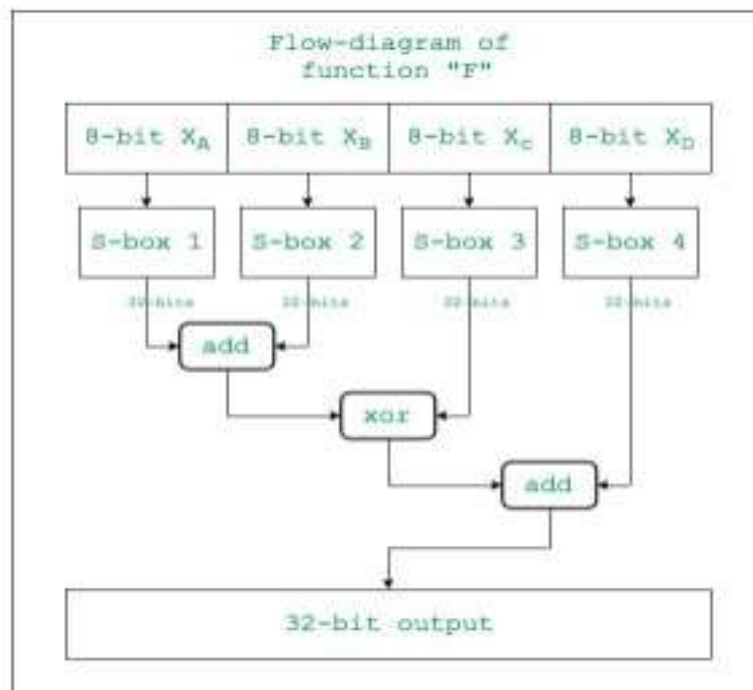 Flow-diagram of
function "F"
8-bit XA 8-bit XB 8-bit XC 8-bit XD
S-box 1 S-box 2 S-box 3 S-box 4
32-bits 32-bits 32-bits 32-bits
add
xor
add
32-bit output